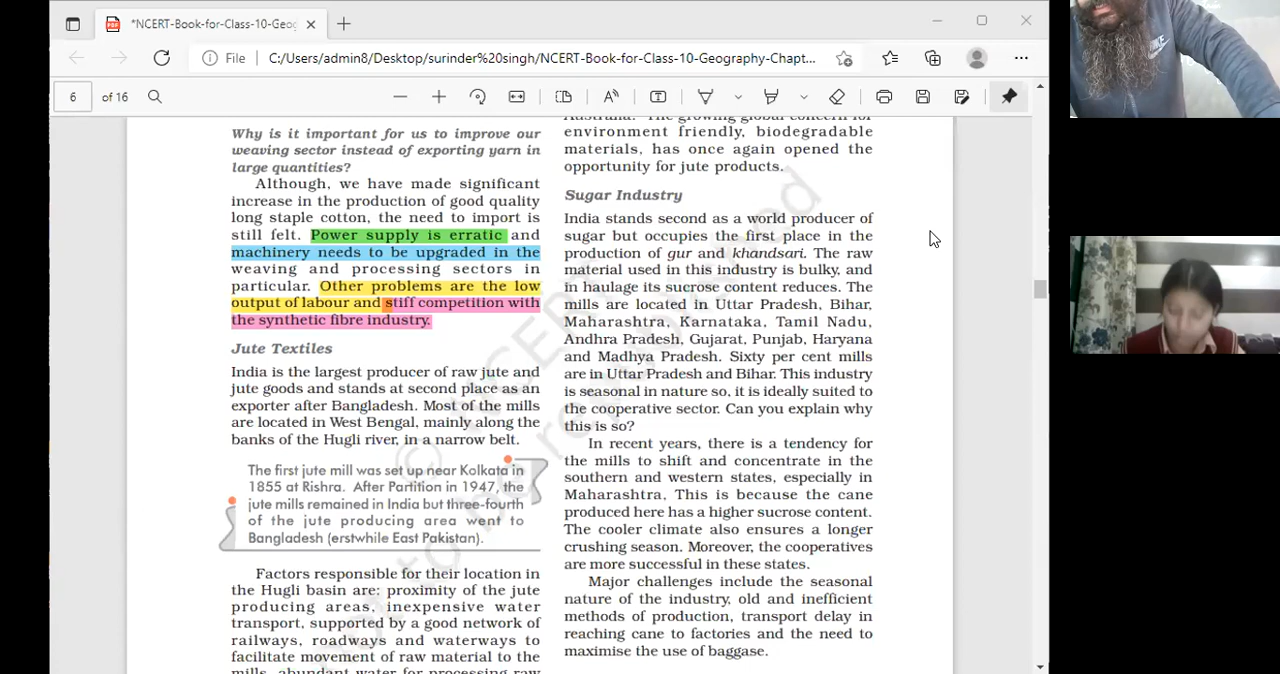 *NCERT-Book-for-Class-10-Geog
File
C:/Users/admin8/Desktop/surinder%20singh/NCERT-Book-for-Class-10-Geography-Chapt...
6
of 16
Why is it important for us to improve our
weaving sector instead of exporting yarn in
large quantities?
Although, we have made significant
increase in the production of good quality
long staple cotton, the need to import is
still felt. Power supply is erratic and
machinery needs to be upgraded in the
weaving and processing sectors in
particular. Other problems are the low
output of labour and stiff competition with
the synthetic fibre industry.
Jute Textiles
India is the largest producer of raw jute and
jute goods and stands at second place as an
exporter after Bangladesh. Most of the mills
are located in West Bengal, mainly along the
banks of the Hugli river, in a narrow belt.
The first jute mill was set up near Kolkata in
1855 at Rishra. After Partition in 1947, the
jute mills remained in India but three-fourth
of the jute producing area went to
Bangladesh (erstwhile East Pakistan).
Factors responsible for their location in
the Hugli basin are: proximity of the jute
producing areas, inexpensive water
transport, supported by a good network of
railways, roadways and waterways to
facilitate movement of raw material to the
mills, abundant water for processing raw
Australia. The growing global concern for
environment friendly, biodegradable
materials, has once again opened the
opportunity for jute products.
Sugar Industry
India stands second as a world producer of
sugar but occupies the first place in the
production of gur and khandsari. The raw
material used in this industry is bulky, and
in haulage its sucrose content reduces. The
mills are located in Uttar Pradesh, Bihar,
Maharashtra, Karnataka, Tamil Nadu,
Andhra Pradesh, Gujarat, Punjab, Haryana
and Madhya Pradesh. Sixty per cent mills
are in Uttar Pradesh and Bihar. This industry
is seasonal in nature so, it is ideally suited to
the cooperative sector. Can you explain why
this is so?
In recent years, there is a tendency for
the mills to shift and concentrate in the
southern and western states, especially in
Maharashtra, This is because the cane
produced here has a higher sucrose content.
The cooler climate also ensures a longer
crushing season. Moreover, the cooperatives
are more successful in these states.
Major challenges include the seasonal
nature of the industry, old and inefficient
methods of production, transport delay in
reaching cane to factories and the need to
maximise the use of baggase.
© NCERT
NIKE